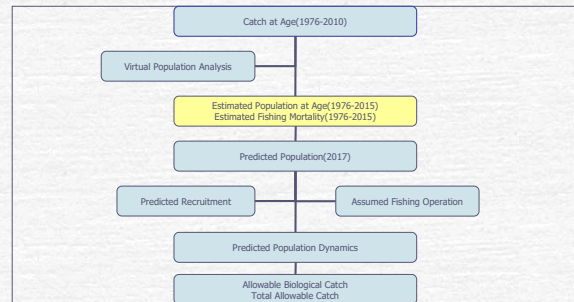 Catch at Age(1976-2010)
Virtual Population Analysis
Estimated Population at Age(1976-2015)
Estimated Fishing Mortality(1976-2015)
Predicted Population(2017)
Predicted Recruitment
Assumed Fishing Operation
Predicted Population Dynamics
Allowable Biological Catch
Total Allowable Catch